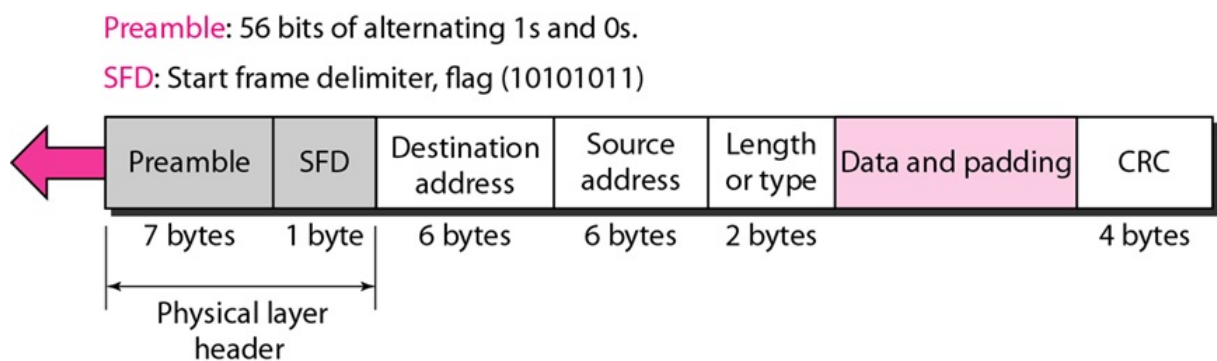 Preamble: 56 bits of alternating 1s and 0s.
SFD: Start frame delimiter, flag (10101011)
Preamble
SFD
Destination
address
Source
address
Length
or type
Data and padding
CRC
7 bytes
1 byte
6 bytes
6 bytes
2 bytes
4 bytes
Physical layer
header